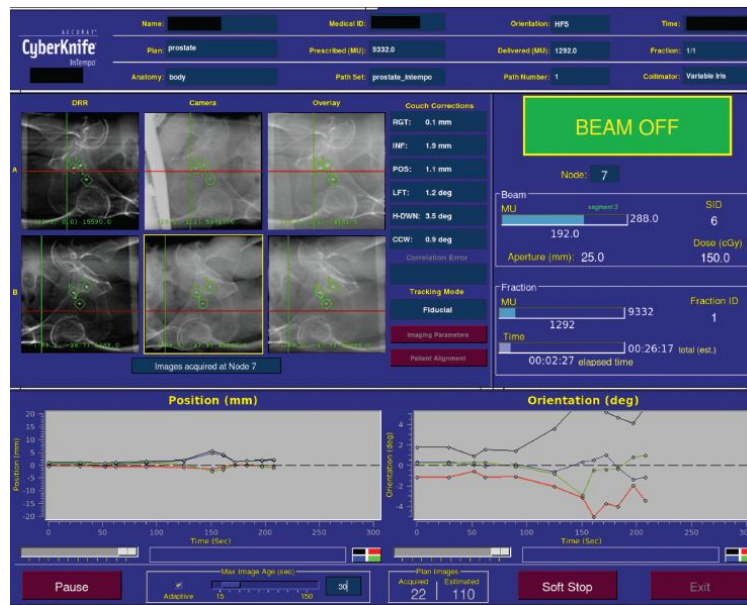 ACCURAY
CyberKnife
InTempo
Name:
Medical ID:
Orientation: HFS
Time:
Plan: prostate
Prescribed (MU): 9332.0
Delivered (MU): 1292.0
Fraction: 1/1
Anatomy: body
Path Set: prostate_intempo
Path Number: 1
Collimator: Variable Iris
DRR
Camera
Overlay
Couch Corrections
A
B
RGT: 0.1 mm
INF: 1.9 mm
POS: 1.1 mm
LFT: 1.2 deg
H-DWN: 3.5 deg
CCW: 0.9 deg
Correlation Error
Tracking Mode
Fiducial
Imaging Parameters
Patient Alignment
Images acquired at Node 7
BEAM OFF
Node: 7
Beam
MU
segment 3
288.0
192.0
SID
6
Aperture (mm): 25.0
Dose (cGy)
150.0
Fraction
MU
9332
1292
Fraction ID
1
Time
00:26:17 total (est.)
00:02:27 elapsed time
Position (mm)
Position (mm)
20
15
10
5
0
-5
-10
-15
-20
0 50 100 150 200 250 300
Time (Sec)
Orientation (deg)
Orientation (deg)
4
2
0
-2
-4
0 50 100 150 200 250 300
Time (Sec)
Pause
Max Image Age (sec)
Adaptive
15 150
30
Plan Images
Acquired Estimated
22 110
Soft Stop
Exit